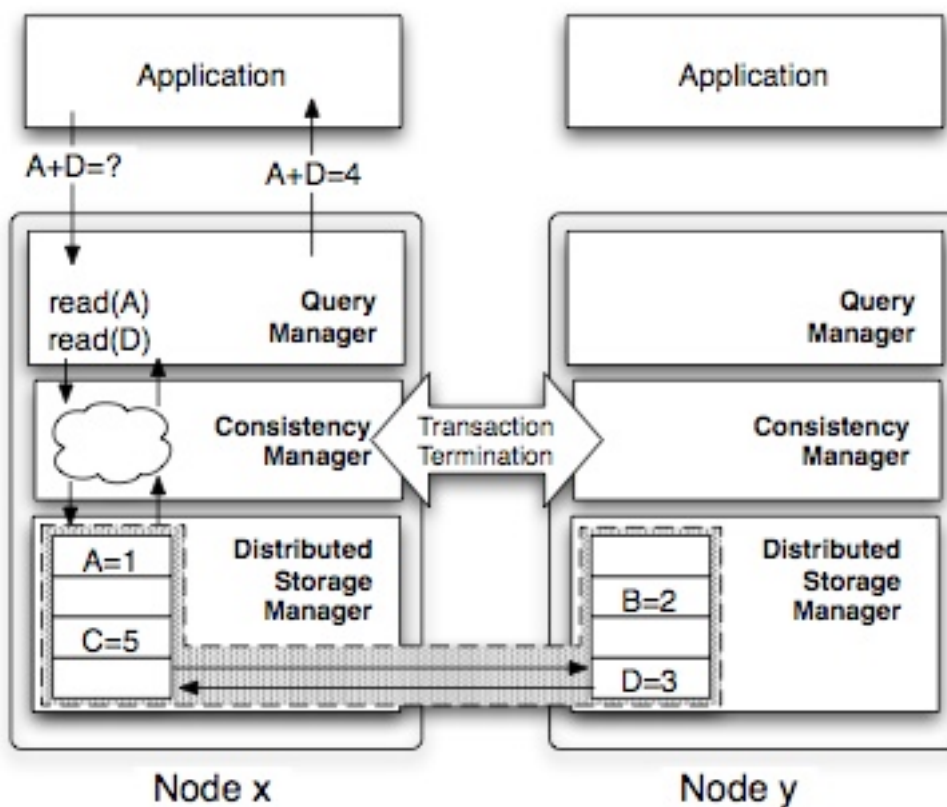 Application
Application
A+D=?
A+D=4
read(A)
read(D)
Query
Manager
Query
Manager
Consistency
Manager
Transaction
Termination
Consistency
Manager
A=1
C=5
Distributed
Storage
Manager
B=2
D=3
Distributed
Storage
Manager
Node x
Node y